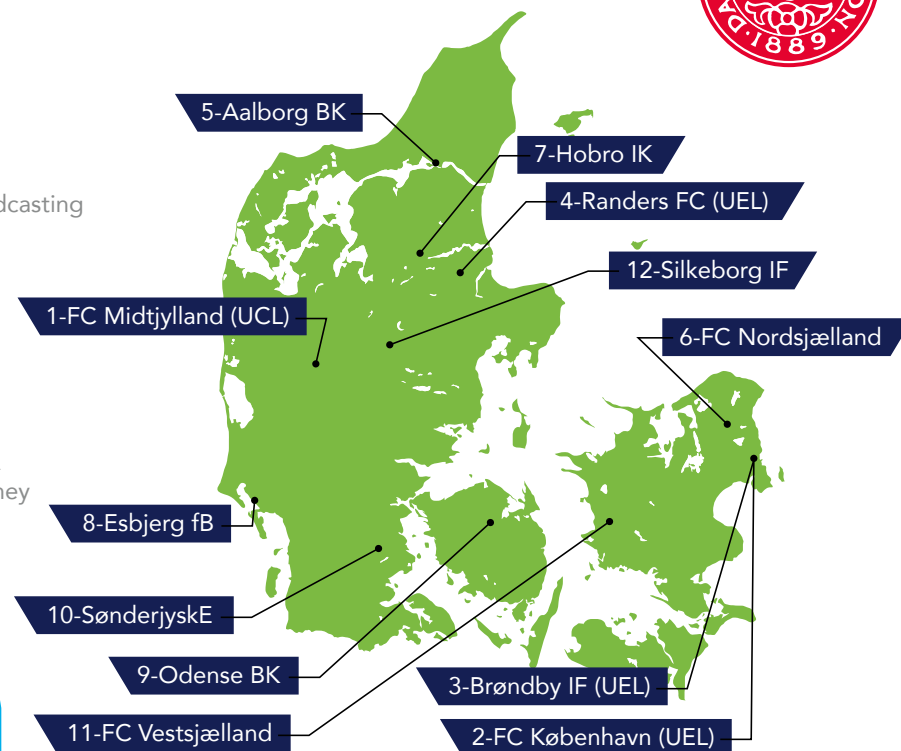 DA
·1889·
NO
5-Aalborg BK
7-Hobro IK
dcasting
4-Randers FC (UEL)
12-Silkeborg IF
1-FC Midtjylland (UCL)
6-FC Nordsjælland
ney
8-Esbjerg fB
10-SønderjyskE
9-Odense BK
3-Brøndby IF (UEL)
11-FC Vestsjælland
2-FC København (UEL)